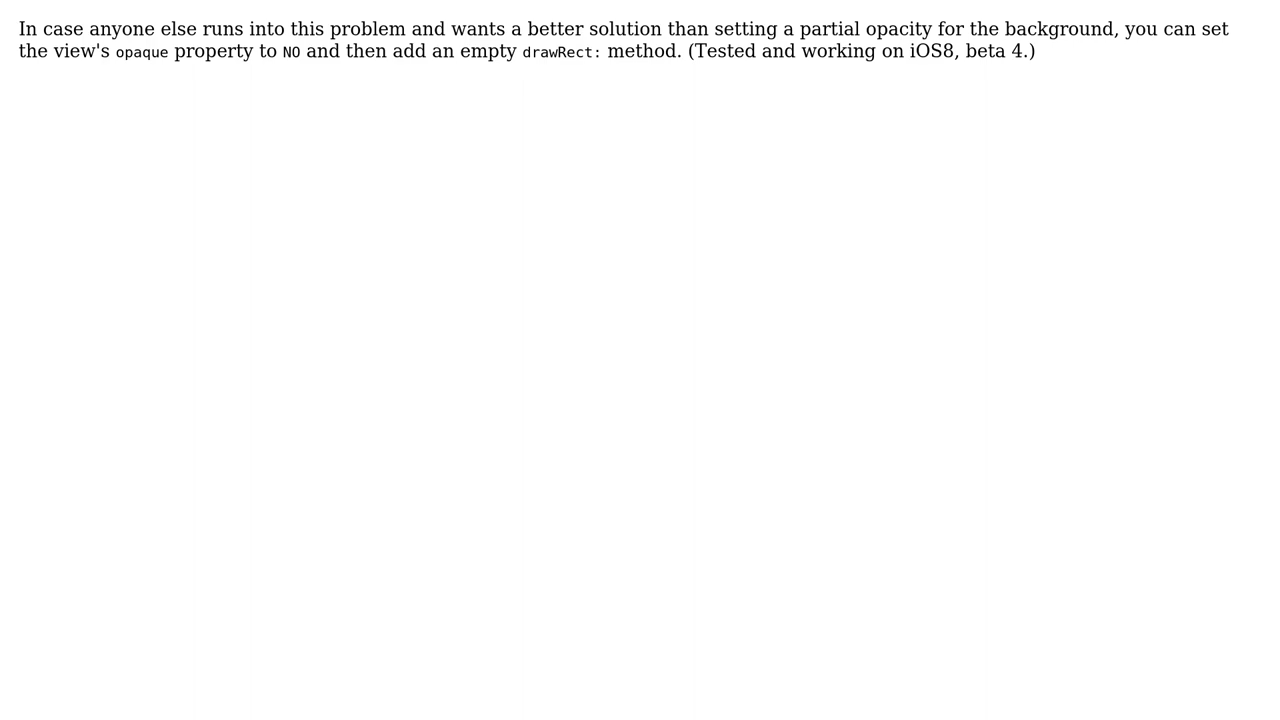 In case anyone else runs into this problem and wants a better solution than setting a partial opacity for the background, you can set
the view's opaque property to NO and then add an empty drawRect: method. (Tested and working on iOS8, beta 4.)